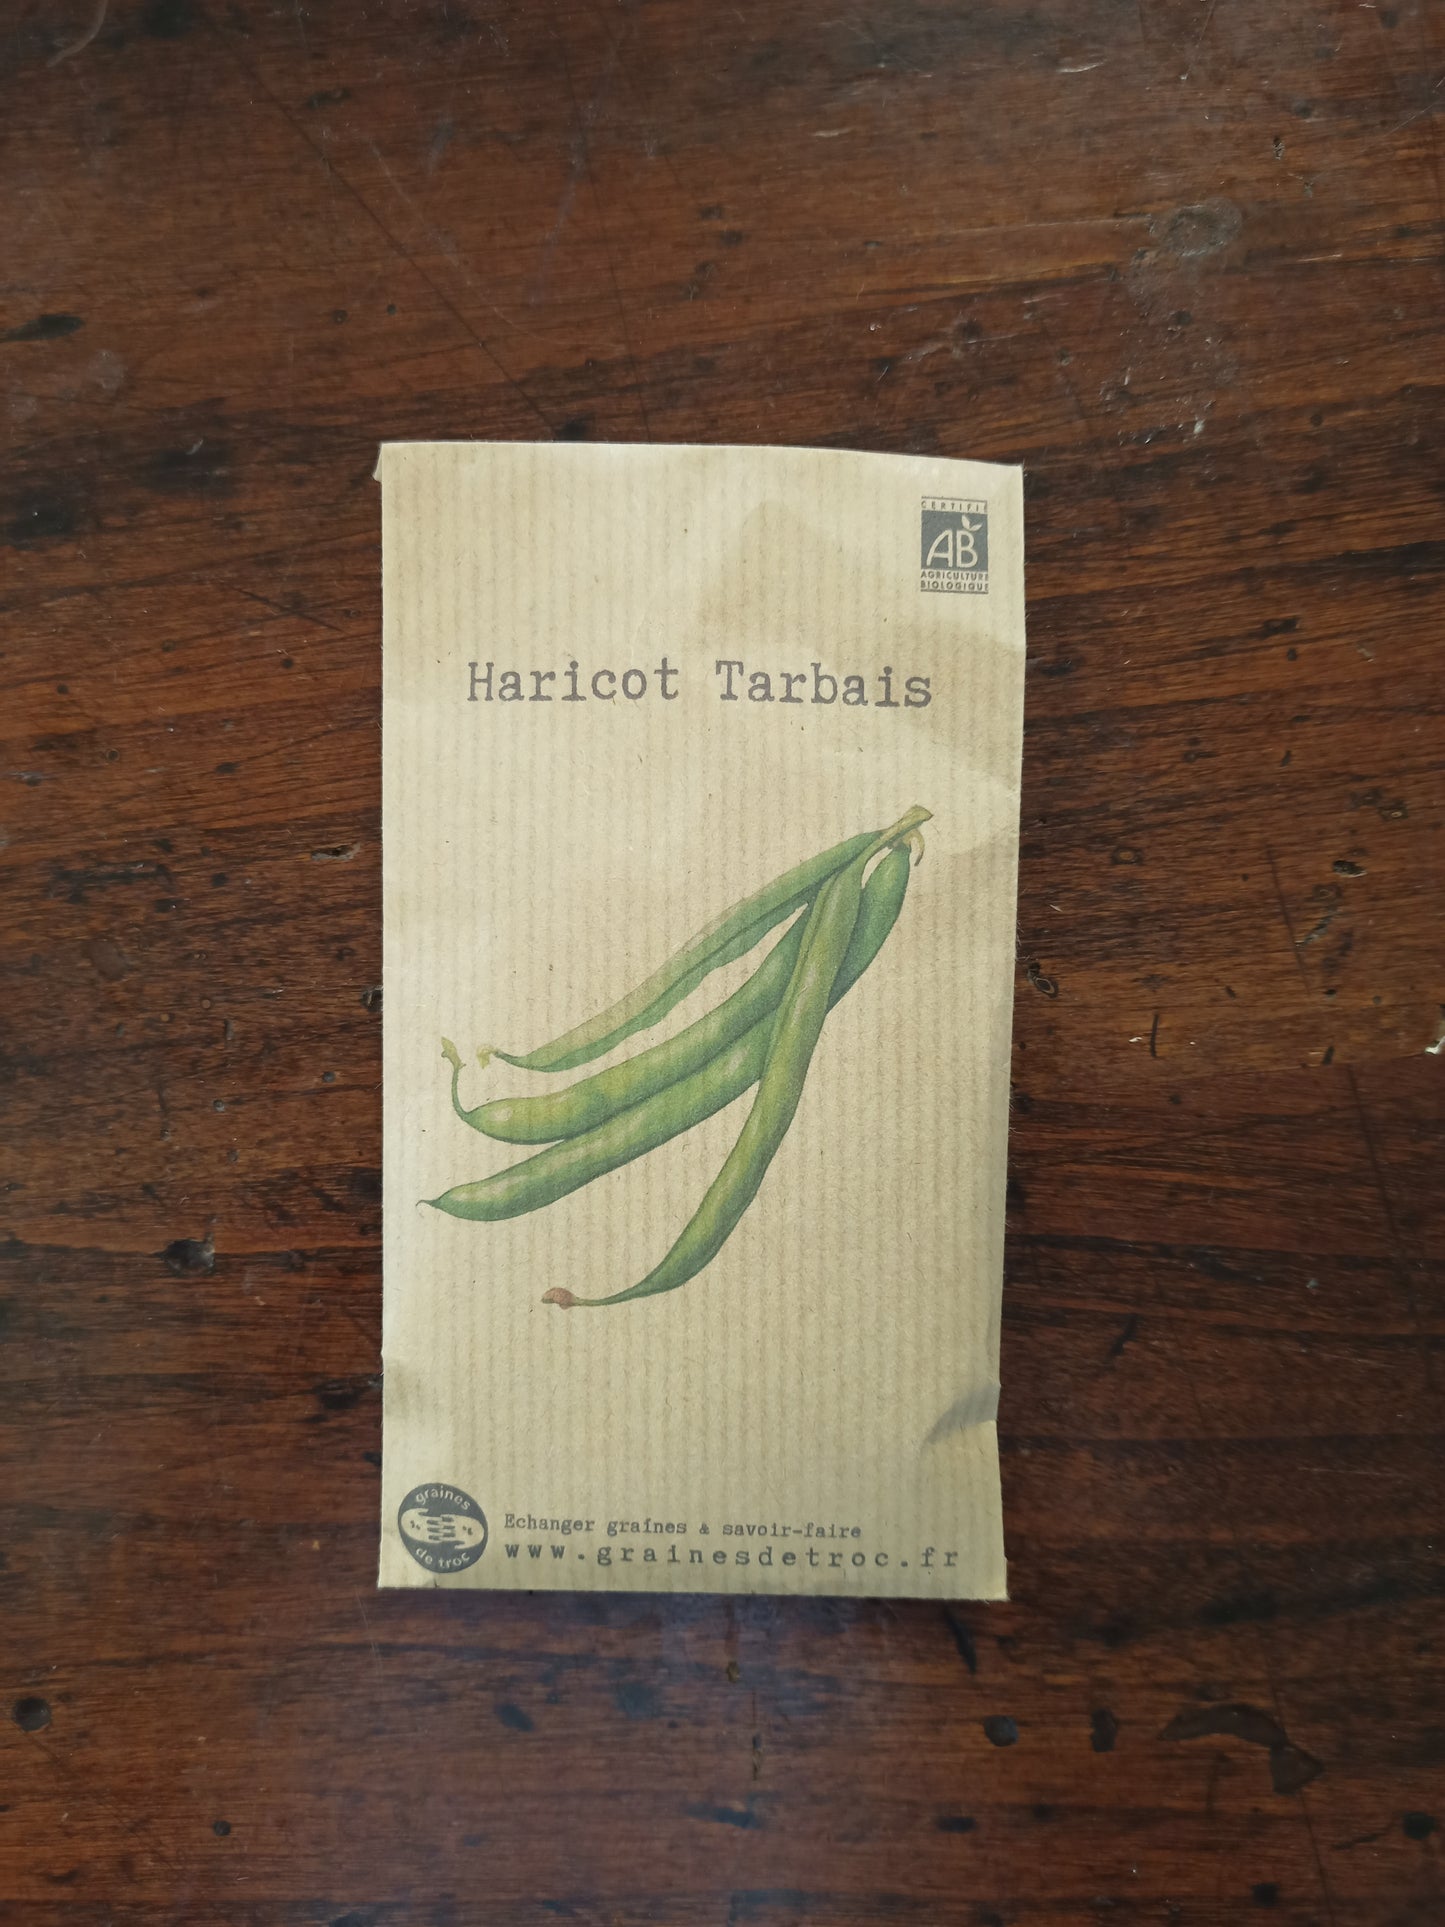 CERTIFIÉ
AB
AGRICULTURE
BIOLOGIQUE
Haricot Tarbais
graines
de troc
Echanger graines & savoir-faire
www.grainesdetroc.fr